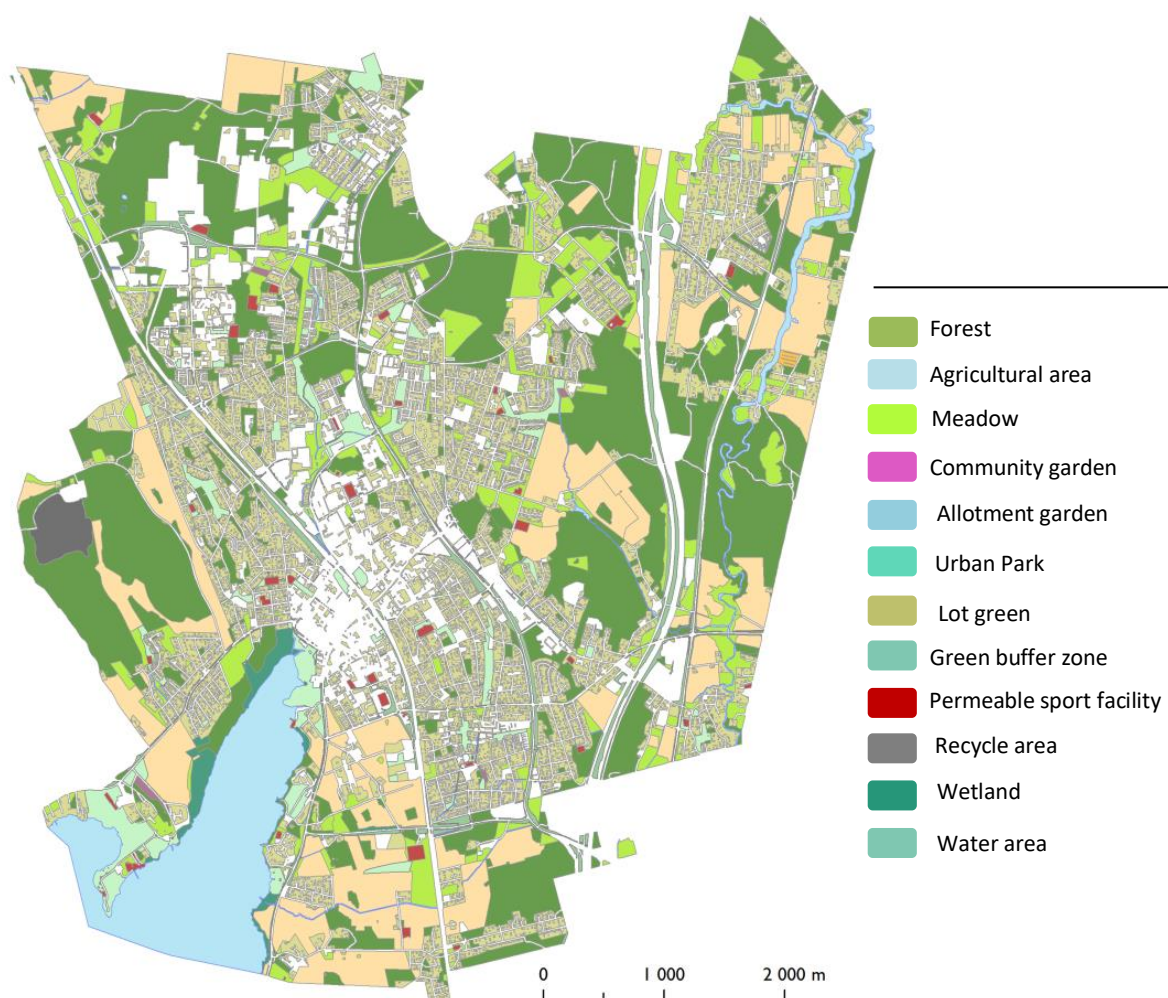 Forest
Agricultural area
Meadow
Community garden
Allotment garden
Urban Park
Lot green
Green buffer zone
Permeable sport facility
Recycle area
Wetland
Water area
0 1 000 2 000 m